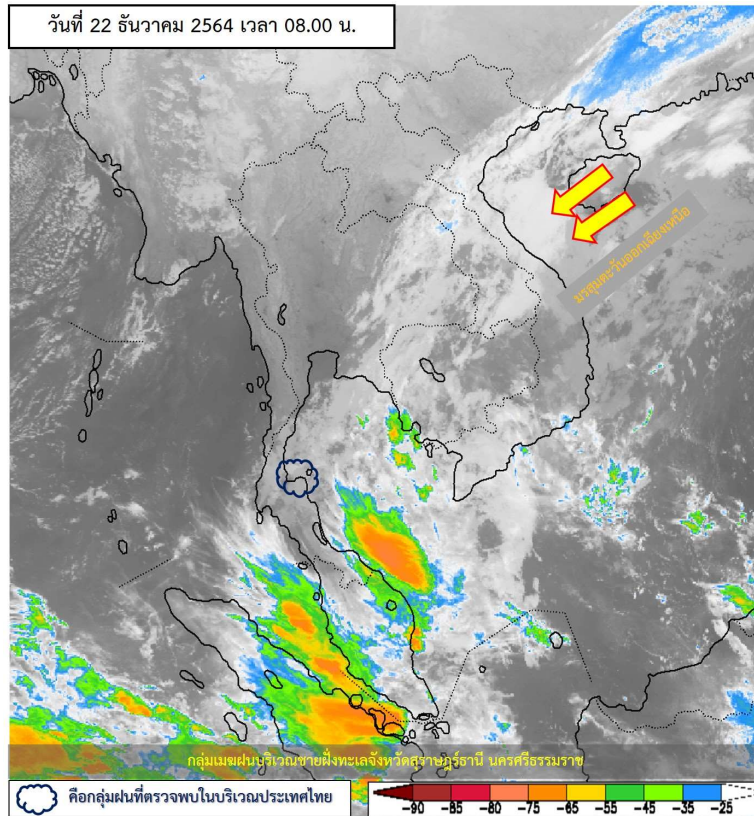 วันที่ 22 ธันวาคม 2564 เวลา 08.00 น.
มรสุมตะวันออกเฉียงเหนือ
กลุ่มเมฆฝนบริเวณชายฝั่งทะเลจังหวัดสุราษฎร์ธานี นครศรีธรรมราช
คือกลุ่มฝนที่ตรวจพบในบริเวณประเทศไทย
-90 -85 -80 -75 -65 -55 -45 -35 -25